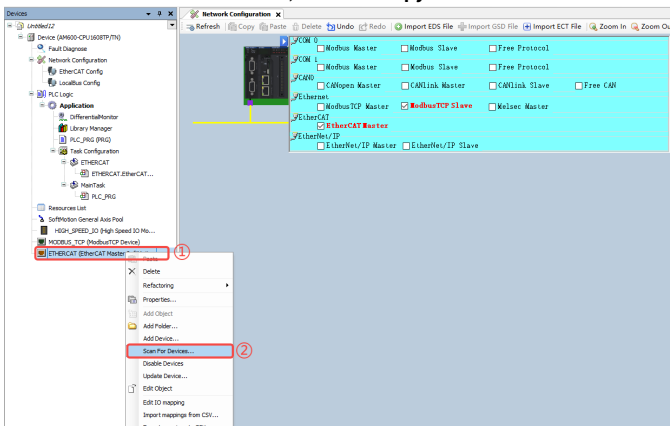 Devices
Untitled12
Device (AM600-CPU1608TP/TN)
Fault Diagnose
Network Configuration
EtherCAT Config
LocalBus Config
PLC Logic
Application
DifferentialMonitor
Library Manager
PLC_PRG (PRG)
Task Configuration
ETHERCAT
ETHERCAT.EtherCAT...
MainTask
PLC_PRG
Resources List
SoftMotion General Axis Pool
HIGH_SPEED_IO (High Speed IO Mo...
MODBUS_TCP (ModbusTCP Device)
ETHERCAT (EtherCAT Master
①
Paste
Delete
Refactoring
Properties...
Add Object
Add Folder...
Add Device...
Scan For Devices...
②
Disable Devices
Update Device...
Edit Object
Edit IO mapping
Import mappings from CSV...
Network Configuration X
Refresh Copy Paste Delete Undo Redo Import EDS File Import GSD File Import ECT File Zoom In Zoom Ou
COM 0
Modbus Master Modbus Slave Free Protocol
COM 1
Modbus Master Modbus Slave Free Protocol
CAN0
CANopen Master CANlink Master CANlink Slave Free CAN
Ethernet
ModbusTCP Master ModbusTCP Slave Melsec Master
EtherCAT
EtherCAT Master
EtherNet/IP
EtherNet/IP Master EtherNet/IP Slave